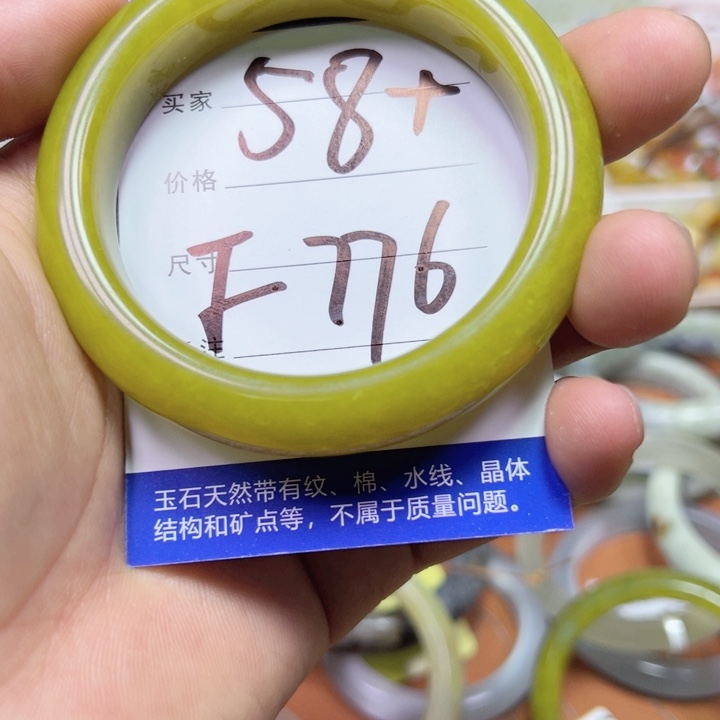 买家 58+
价格
尺寸 F776
注
玉石天然带有纹、棉、水线、晶体
结构和矿点等，不属于质量问题。